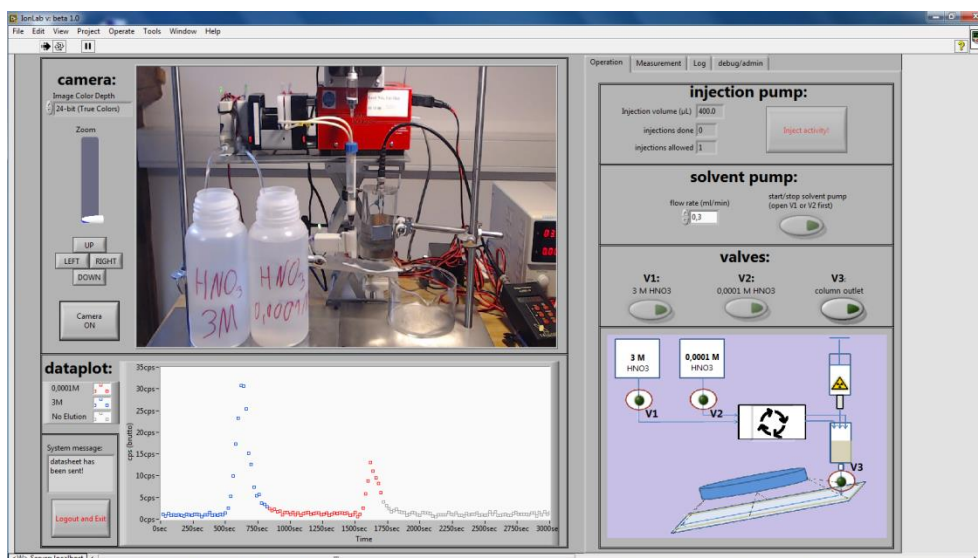 IonLab v: beta 1.0
File Edit View Project Operate Tools Window Help
camera:
Image Color Depth
24-bit (True Colors)
Zoom
UP
LEFT RIGHT
DOWN
Camera
ON
HNO3
3M
HNO3
0,0001M
dataplot:
0,0001M
3M
No Elution
System message:
datasheet has
been sent!
Logout and Exit
cps (brutto)
35cps
30cps
25cps
20cps
15cps
10cps
5cps
0cps
0sec 250sec 500sec 750sec 1000sec 1250sec 1500sec 1750sec 2000sec 2250sec 2500sec 2750sec 3000sec
Time
Operation Measurement Log debug/admin
injection pump:
Injection volume (µL) 400.0
injections done 0
injections allowed 1
Inject activity!
solvent pump:
flow rate (ml/min)
0,3
start/stop solvent pump
(open V1 or V2 first)
valves:
V1:
3 M HNO3
V2:
0,0001 M HNO3
V3:
column outlet
3 M
HNO3
0,0001 M
HNO3
V1
V2
V3